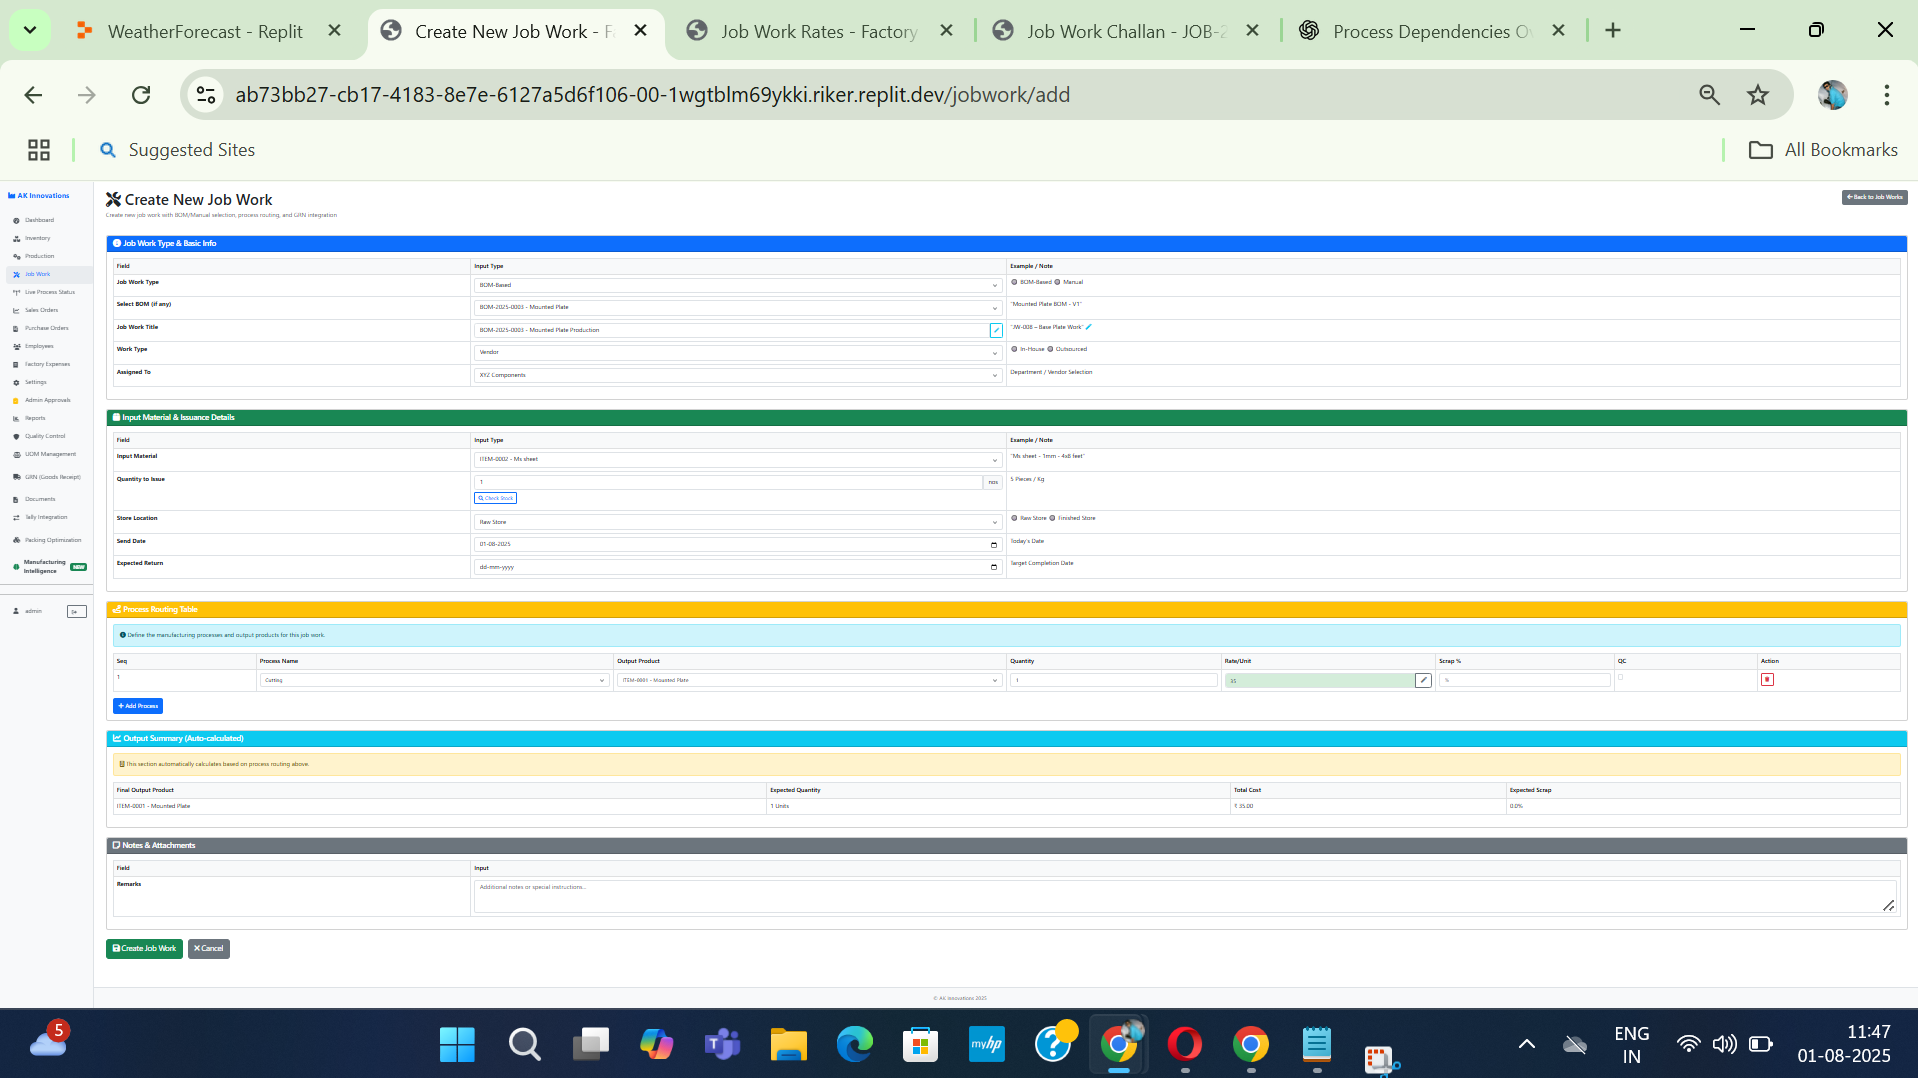 WeatherForecast - Replit
Create New Job Work - F
Job Work Rates - Factory
Job Work Challan - JOB-2
Process Dependencies Ov
ab73bb27-cb17-4183-8e7e-6127a5d6f106-00-1wgtblm69ykki.riker.replit.dev/jobwork/add
Suggested Sites
All Bookmarks
AK Innovations
Dashboard
Inventory
Production
Job Work
Live Process Status
Sales Orders
Purchase Orders
Employees
Factory Expenses
Settings
Admin Approvals
Reports
Quality Control
UOM Management
GRN (Goods Receipt)
Documents
Tally Integration
Packing Optimization
Manufacturing Intelligence NEW
admin
Create New Job Work
Create new job work with BOM/Manual selection, process routing, and GRN integration
Back to Job Works
Job Work Type & Basic Info
Field Input Type Example / Note
Job Work Type BOM-Based BOM-Based Manual
Select BOM (if any) BOM-2025-0003 - Mounted Plate "Mounted Plate BOM - V1"
Job Work Title BOM-2025-0003 - Mounted Plate Production "JW-008 – Base Plate Work"
Work Type Vendor In-House Outsourced
Assigned To XYZ Components Department / Vendor Selection
Input Material & Issuance Details
Field Input Type Example / Note
Input Material ITEM-0002 - Ms sheet "Ms sheet - 1mm - 4x8 feet"
Quantity to Issue 1 nos 5 Pieces / Kg
Check Stock
Store Location Raw Store Raw Store Finished Store
Send Date 01-08-2025 Today's Date
Expected Return dd-mm-yyyy Target Completion Date
Process Routing Table
Define the manufacturing processes and output products for this job work.
Seq Process Name Output Product Quantity Rate/Unit Scrap % QC Action
1 Cutting ITEM-0001 - Mounted Plate 1 35 %
+ Add Process
Output Summary (Auto-calculated)
This section automatically calculates based on process routing above.
Final Output Product Expected Quantity Total Cost Expected Scrap
ITEM-0001 - Mounted Plate 1 Units ₹ 35.00 0.0%
Notes & Attachments
Field Input
Remarks Additional notes or special instructions...
Create Job Work Cancel
© AK Innovations 2025
5
myhp
ENG
IN
11:47
01-08-2025